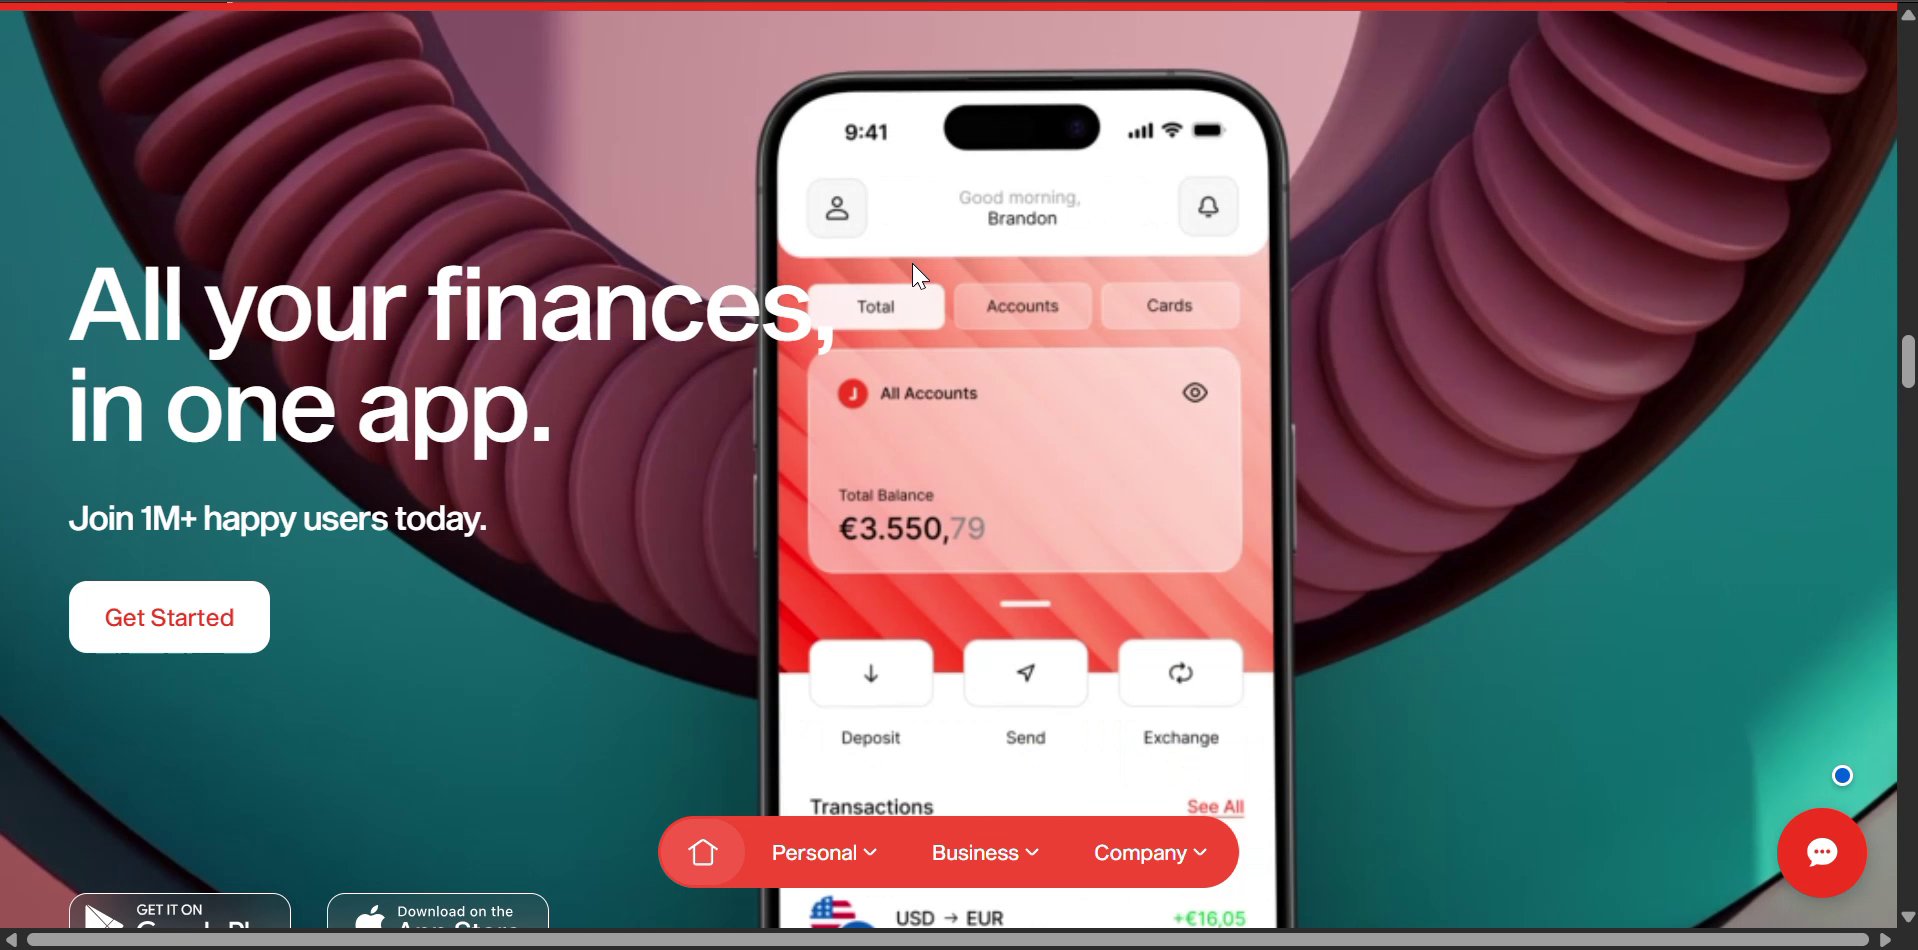 9:41
Good morning,
Brandon
All your finances,
in one app.
Join 1M+ happy users today.
Get Started
Total
Accounts
Cards
J
All Accounts
Total Balance
€3.550,79
Deposit
Send
Exchange
Transactions
See All
Personal
Business
Company
USD → EUR
+€16,05
GET IT ON
Download on the
App Store